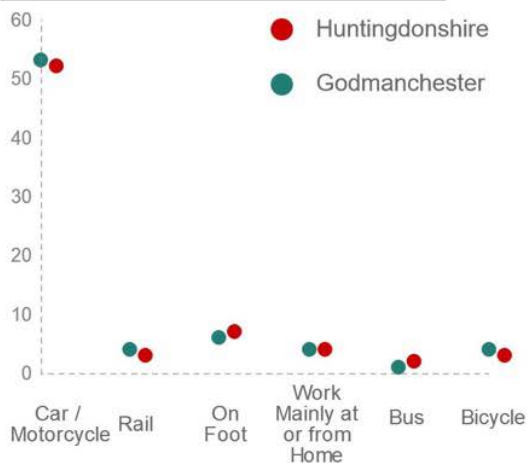 60
50
40
30
20
10
0
Huntingdonshire
Godmanchester
Car /
Motorcycle
Rail
On
Foot
Work
Mainly at
or from
Home
Bus
Bicycle